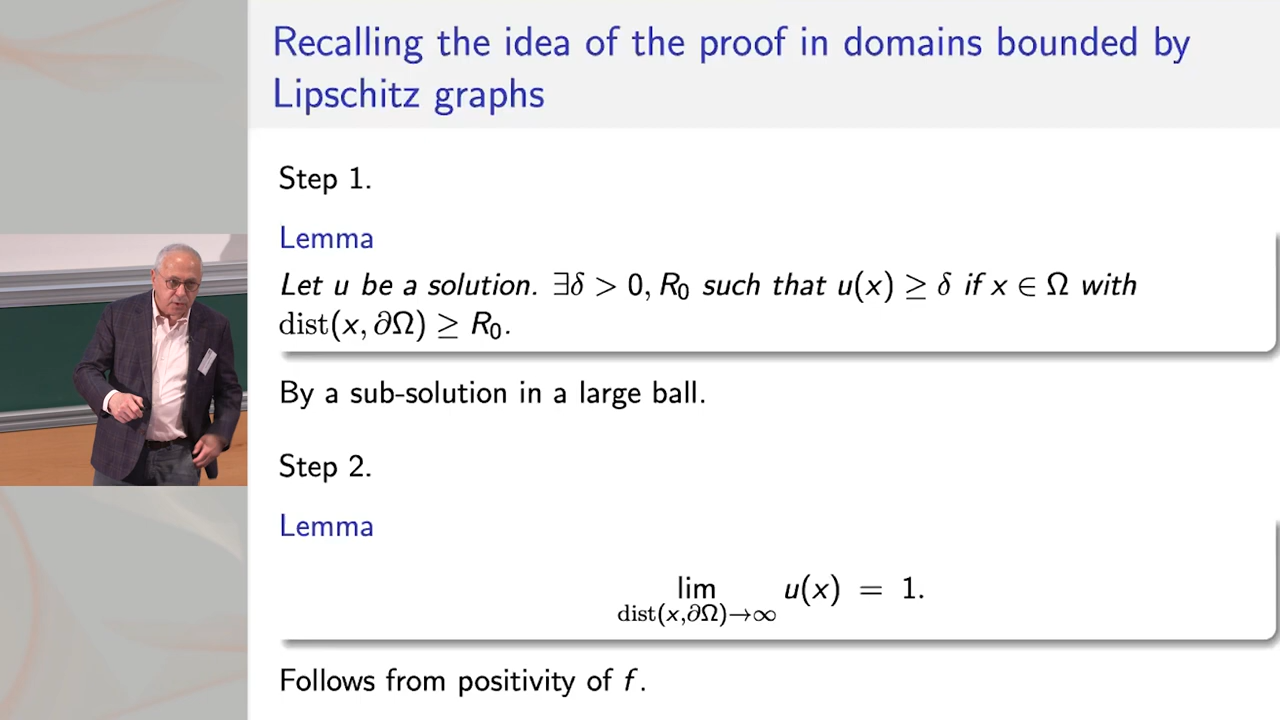 Recalling the idea of the proof in domains bounded by
Lipschitz graphs
Step 1.
Lemma
Let u be a solution. ∃δ > 0, R₀ such that u(x) ≥ δ if x ∈ Ω with
dist(x, ∂Ω) ≥ R₀.
By a sub-solution in a large ball.
Step 2.
Lemma
lim u(x) = 1.
dist(x,∂Ω)→∞
Follows from positivity of f.